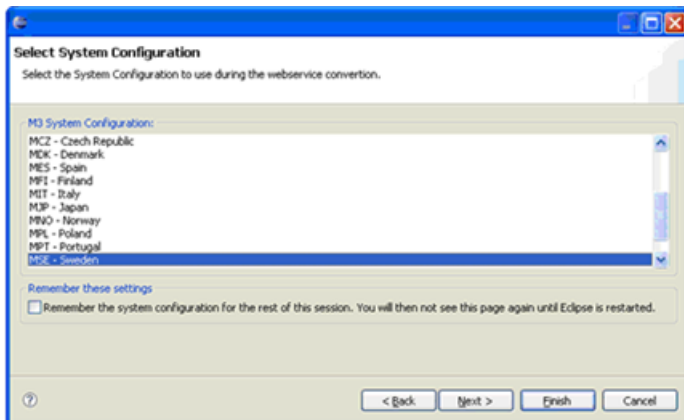 Select System Configuration
Select the System Configuration to use during the webservice convertion.
M3 System Configuration:
MCZ - Czech Republic
MDK - Denmark
MES - Spain
MFI - Finland
MIT - Italy
MJP - Japan
MNO - Norway
MPL - Poland
MPT - Portugal
MSE - Sweden
Remember these settings
Remember the system configuration for the rest of this session. You will then not see this page again until Eclipse is restarted.
? < Back Next > Finish Cancel